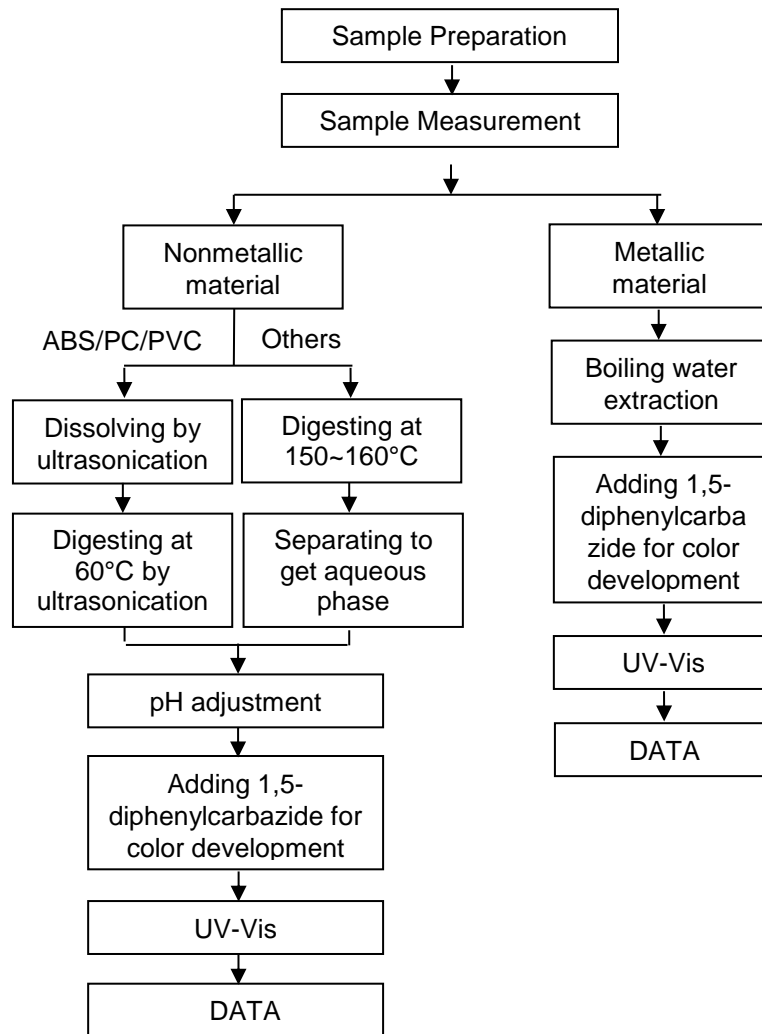 Sample Preparation
Sample Measurement
Nonmetallic
material
Metallic
material
ABS/PC/PVC
Others
Boiling water
extraction
Dissolving by
ultrasonication
Digesting at
150~160°C
Adding 1,5-
diphenylcarba
zide for color
development
Digesting at
60°C by
ultrasonication
Separating to
get aqueous
phase
UV-Vis
pH adjustment
DATA
Adding 1,5-
diphenylcarbazide for
color development
UV-Vis
DATA